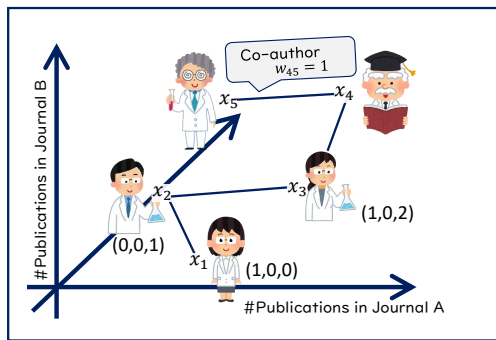 Co-author
w₄₅ = 1
x₅
x₄
#Publications in Journal B
x₂
x₃
(1,0,2)
(0,0,1)
x₁
(1,0,0)
#Publications in Journal A